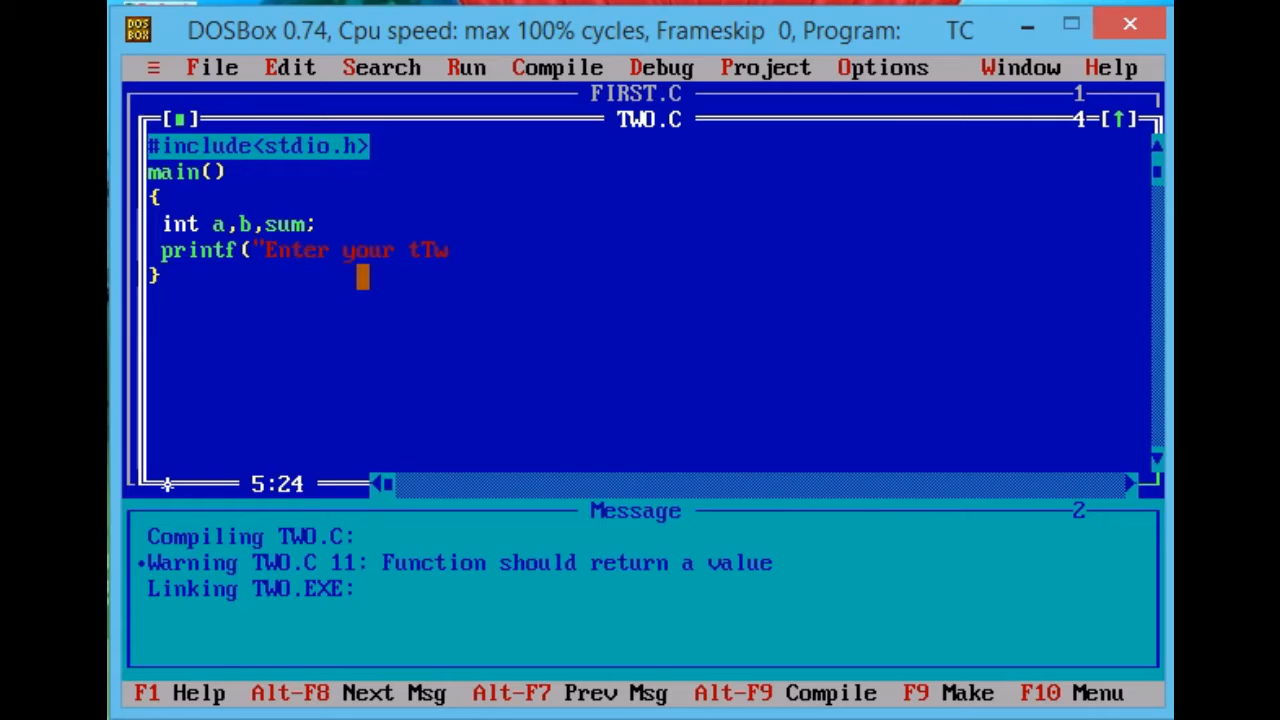 DOS BOX DOSBox 0.74, Cpu speed: max 100% cycles, Frameskip 0, Program: TC
≡ File Edit Search Run Compile Debug Project Options Window Help
FIRST.C 1
[■] TWO.C 4 [↑]
#include<stdio.h>
main()
{
int a,b,sum;
printf("Enter your tTw
}
5:24
Message 2
Compiling TWO.C:
•Warning TWO.C 11: Function should return a value
Linking TWO.EXE:
F1 Help Alt-F8 Next Msg Alt-F7 Prev Msg Alt-F9 Compile F9 Make F10 Menu